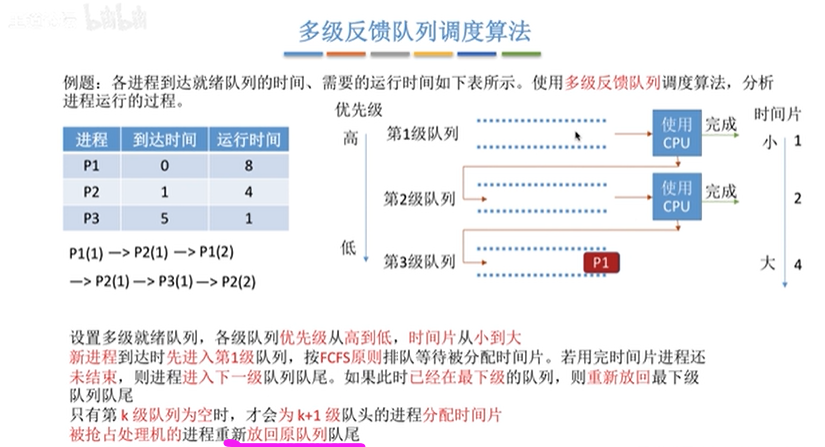 多级反馈队列调度算法
例题：各进程到达就绪队列的时间、需要的运行时间如下表所示。使用多级反馈队列调度算法，分析
进程运行的过程。
进程 到达时间 运行时间
P1 0 8
P2 1 4
P3 5 1
P1(1) —> P2(1) —> P1(2)
—> P2(1) —> P3(1) —> P2(2)
优先级
高
低
第1级队列
使用
CPU
完成
第2级队列
使用
CPU
完成
第3级队列
P1
时间片
小 1
2
大 4
设置多级就绪队列，各级队列优先级从高到低，时间片从小到大
新进程到达时先进入第1级队列，按FCFS原则排队等待被分配时间片。若用完时间片进程还
未结束，则进程进入下一级队列队尾。如果此时已经在最下级的队列，则重新放回最下级
队列队尾
只有第 k 级队列为空时，才会为 k+1 级队头的进程分配时间片
被抢占处理机的进程重新放回原队列队尾